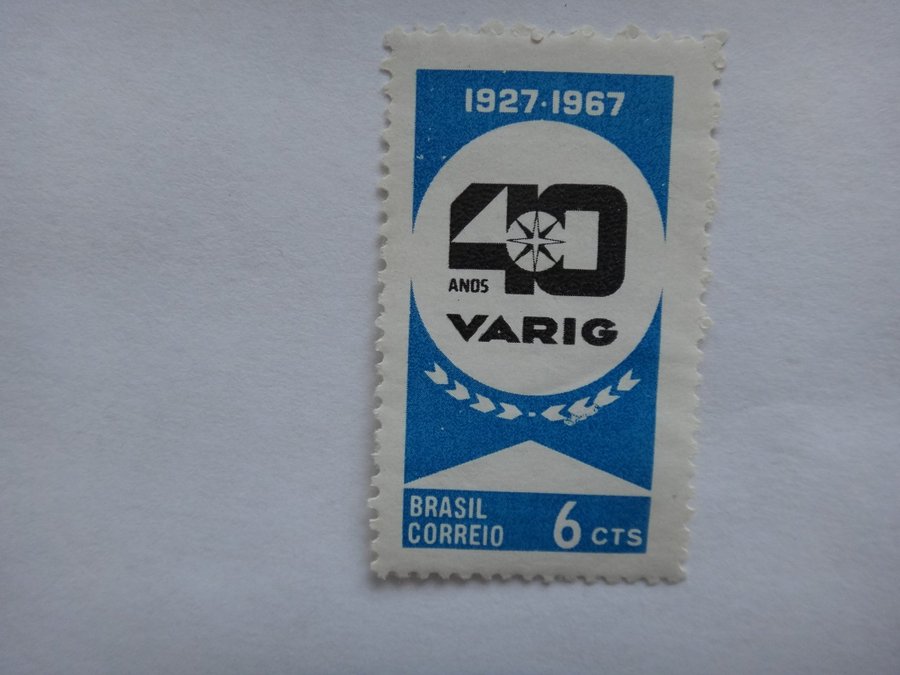 1927·1967
40
ANOS
VARIG
BRASIL
CORREIO
6 CTS